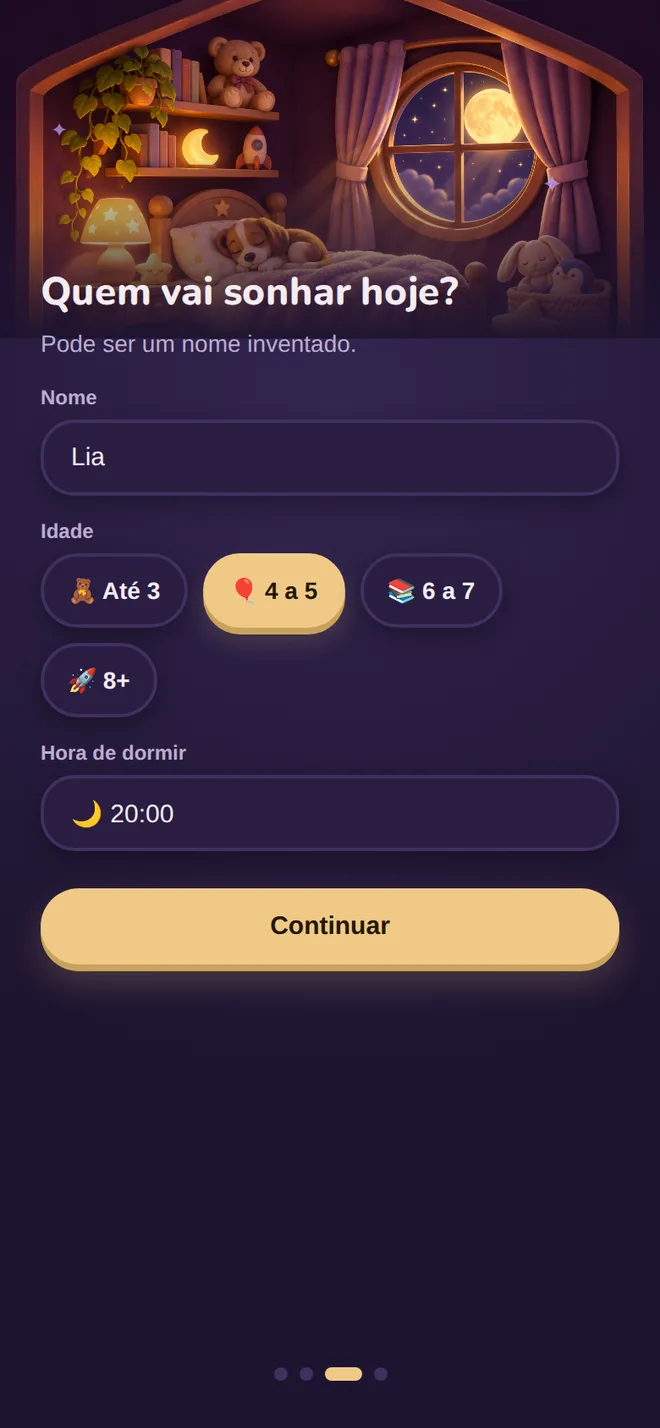 Quem vai sonhar hoje?
Pode ser um nome inventado.
Nome
Lia
Idade
🧸 Até 3
🎈 4 a 5
📚 6 a 7
🚀 8+
Hora de dormir
🌙 20:00
Continuar